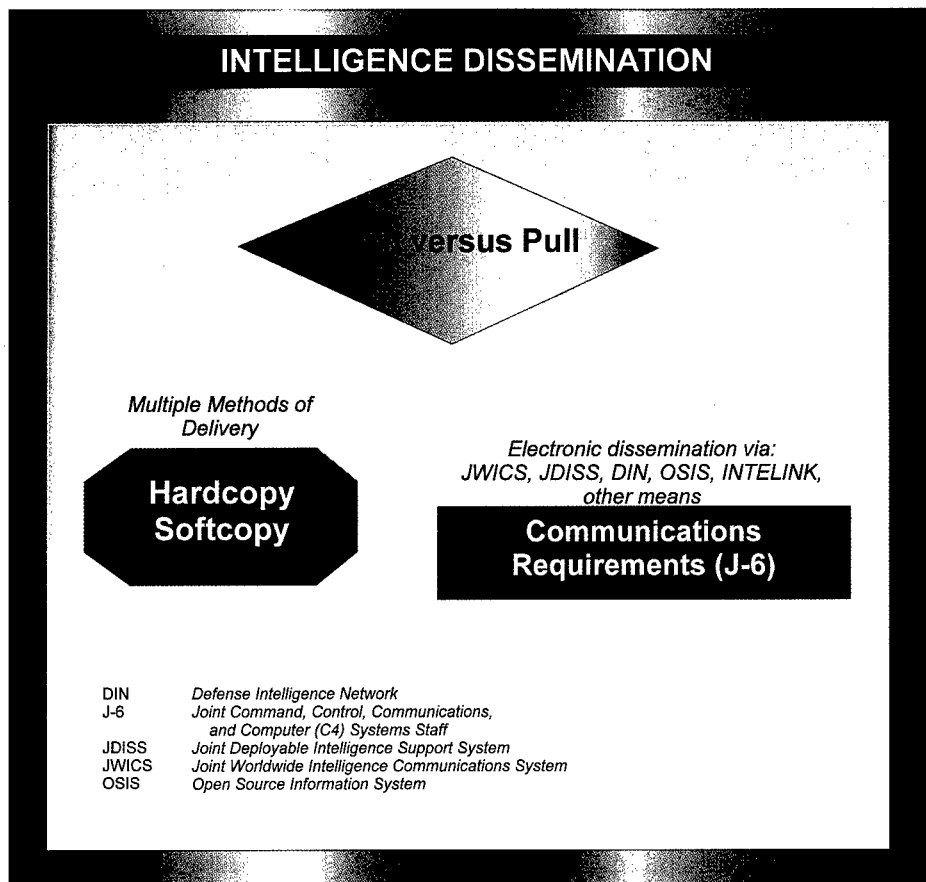 INTELLIGENCE DISSEMINATION
versus Pull
Multiple Methods of
Delivery
Hardcopy
Softcopy
Electronic dissemination via:
JWICS, JDISS, DIN, OSIS, INTELINK,
other means
Communications
Requirements (J-6)
DIN Defense Intelligence Network
J-6 Joint Command, Control, Communications,
and Computer (C4) Systems Staff
JDISS Joint Deployable Intelligence Support System
JWICS Joint Worldwide Intelligence Communications System
OSIS Open Source Information System